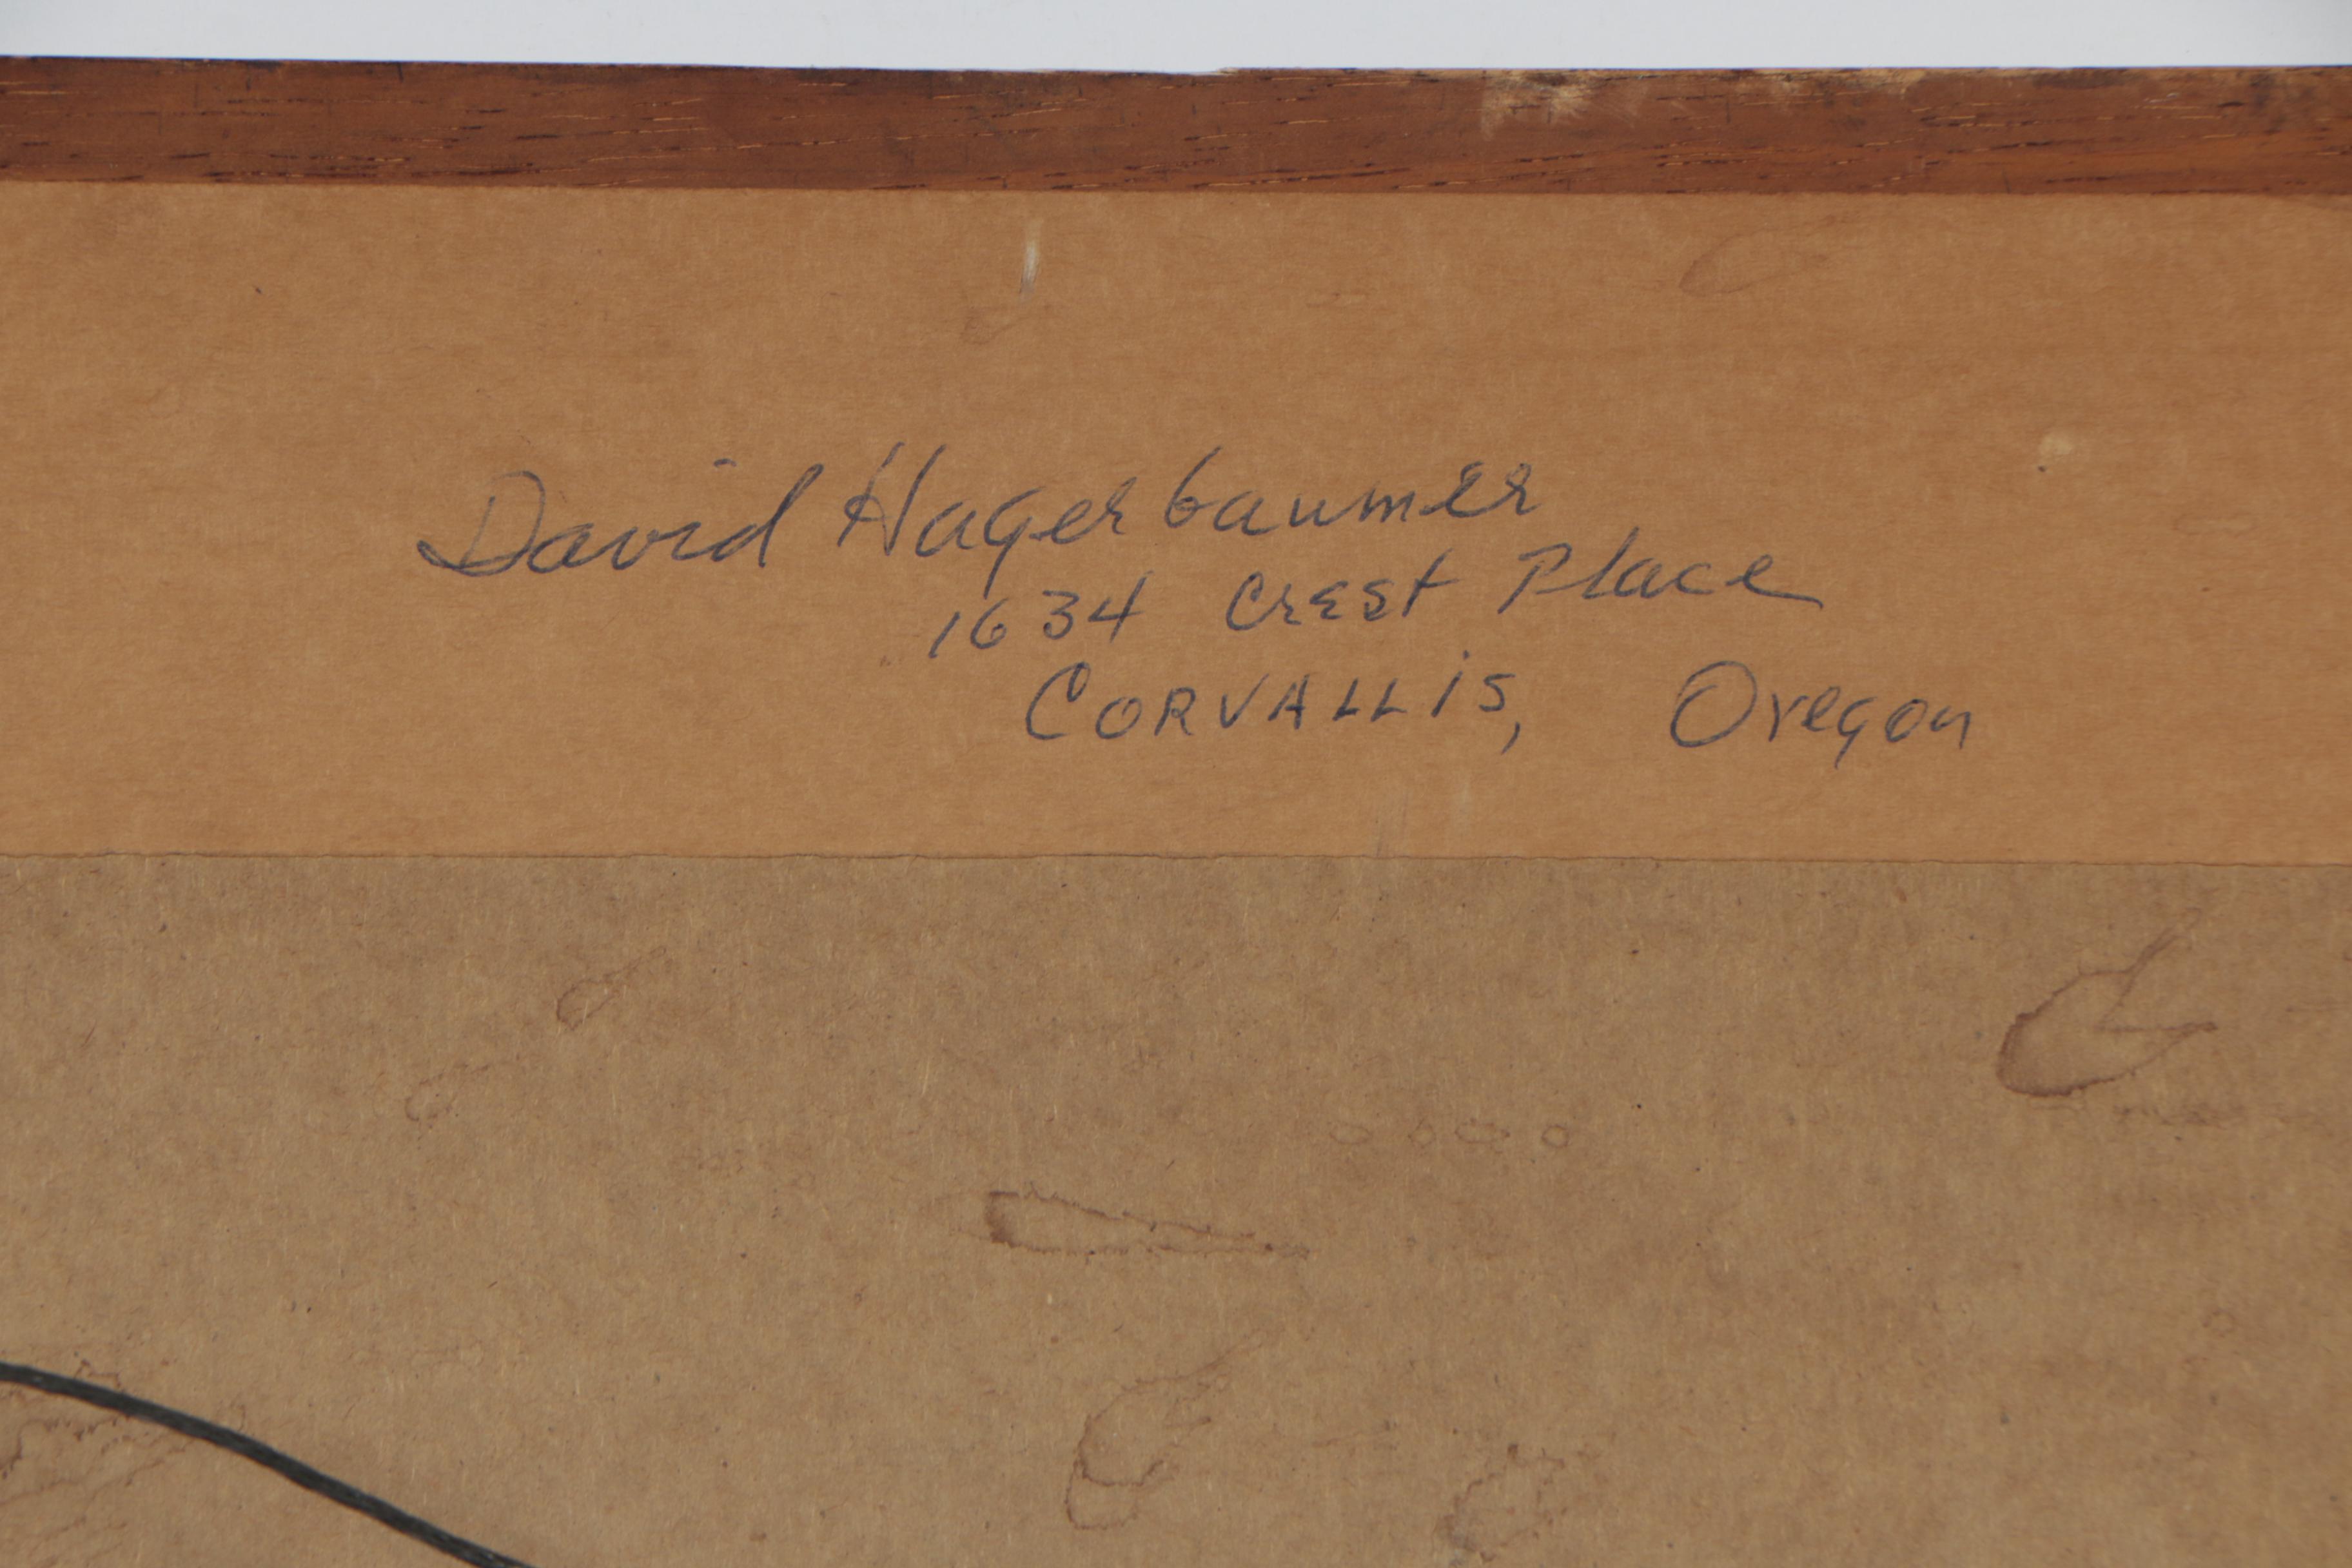 David Hagerbaumer
1634 Crest Place
CORVALLiS, Oregon